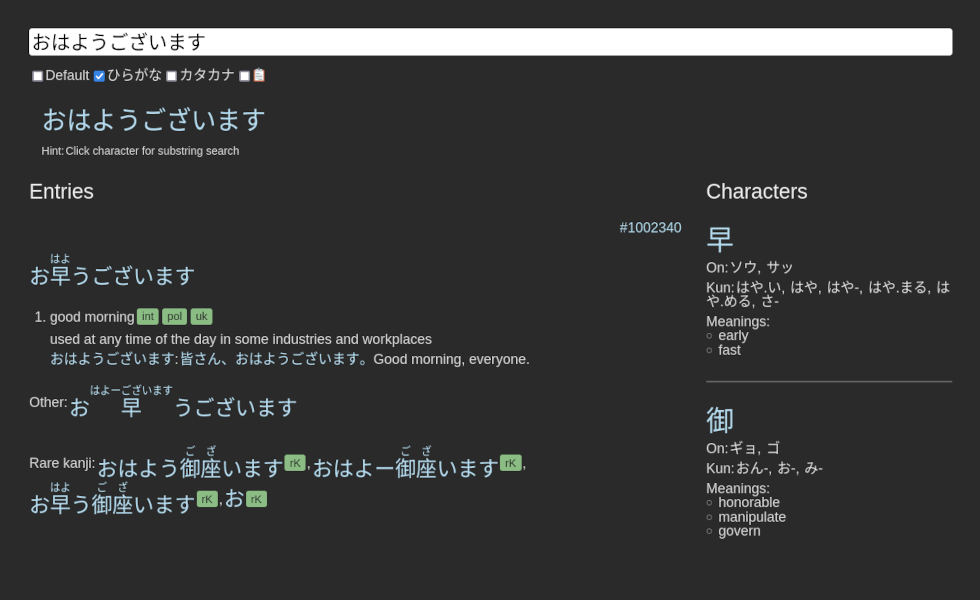 おはようございます
Default ひらがな カタカナ 📋
おはようございます
Hint: Click character for substring search
Entries
#1002340
はよ
お早うございます
1. good morning int pol uk
used at any time of the day in some industries and workplaces
おはようございます:皆さん、おはようございます。Good morning, everyone.
はよーございます
Other: お早うございます
ご ざ ご ざ
Rare kanji: おはよう御座います rK, おはよー御座います rK,
はよ ご ざ
お早う御座います rK, お rK
Characters
早
On: ソウ, サッ
Kun: はや.い, はや, はや-, はや.まる, は
や.める, さ-
Meanings:
early
fast
御
On: ギョ, ゴ
Kun: おん-, お-, み-
Meanings:
honorable
manipulate
govern